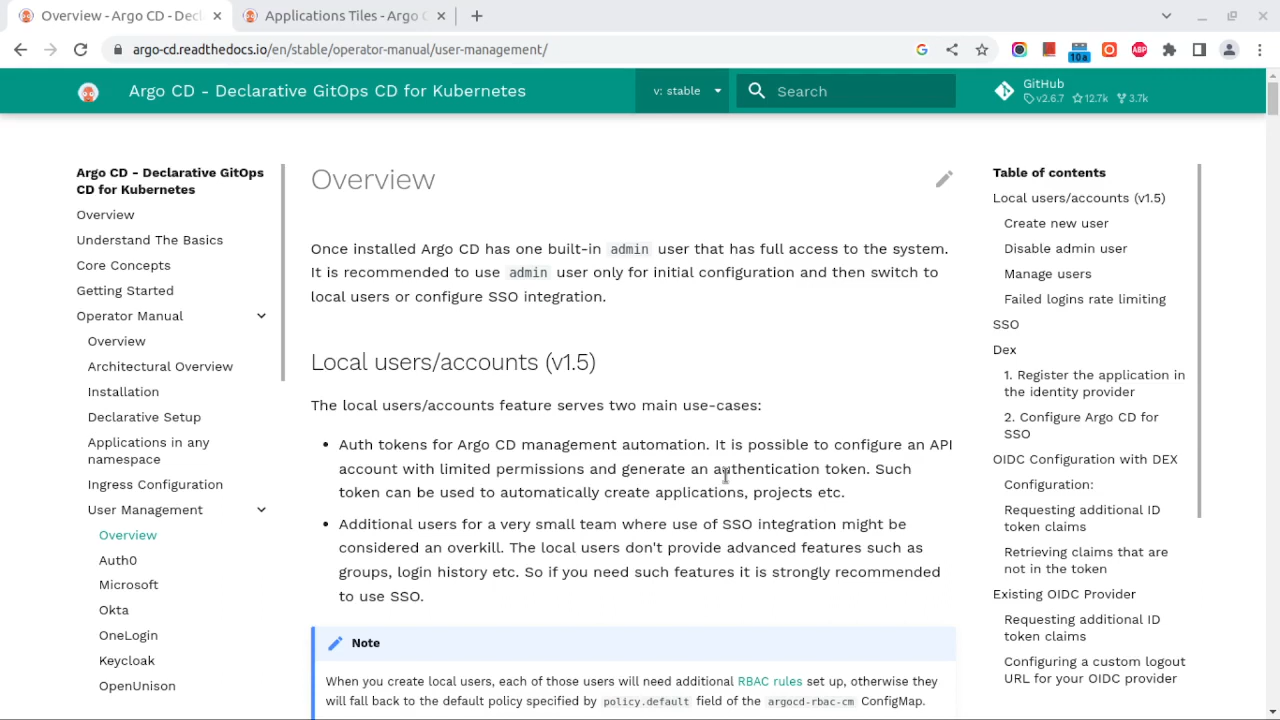 Overview - Argo CD - Decl
Applications Tiles - Argo C
argo-cd.readthedocs.io/en/stable/operator-manual/user-management/
10a
ABP
Argo CD - Declarative GitOps CD for Kubernetes
v: stable
Search
GitHub
v2.6.7 12.7k 3.7k
Argo CD - Declarative GitOps
CD for Kubernetes
Overview
Understand The Basics
Core Concepts
Getting Started
Operator Manual
Overview
Architectural Overview
Installation
Declarative Setup
Applications in any
namespace
Ingress Configuration
User Management
Overview
Auth0
Microsoft
Okta
OneLogin
Keycloak
OpenUnison
Overview
Once installed Argo CD has one built-in admin user that has full access to the system.
It is recommended to use admin user only for initial configuration and then switch to
local users or configure SSO integration.
Local users/accounts (v1.5)
The local users/accounts feature serves two main use-cases:
• Auth tokens for Argo CD management automation. It is possible to configure an API
account with limited permissions and generate an authentication token. Such
token can be used to automatically create applications, projects etc.
• Additional users for a very small team where use of SSO integration might be
considered an overkill. The local users don't provide advanced features such as
groups, login history etc. So if you need such features it is strongly recommended
to use SSO.
Note
When you create local users, each of those users will need additional RBAC rules set up, otherwise they
will fall back to the default policy specified by policy.default field of the argocd-rbac-cm ConfigMap.
Table of contents
Local users/accounts (v1.5)
Create new user
Disable admin user
Manage users
Failed logins rate limiting
SSO
Dex
1. Register the application in
the identity provider
2. Configure Argo CD for
SSO
OIDC Configuration with DEX
Configuration:
Requesting additional ID
token claims
Retrieving claims that are
not in the token
Existing OIDC Provider
Requesting additional ID
token claims
Configuring a custom logout
URL for your OIDC provider